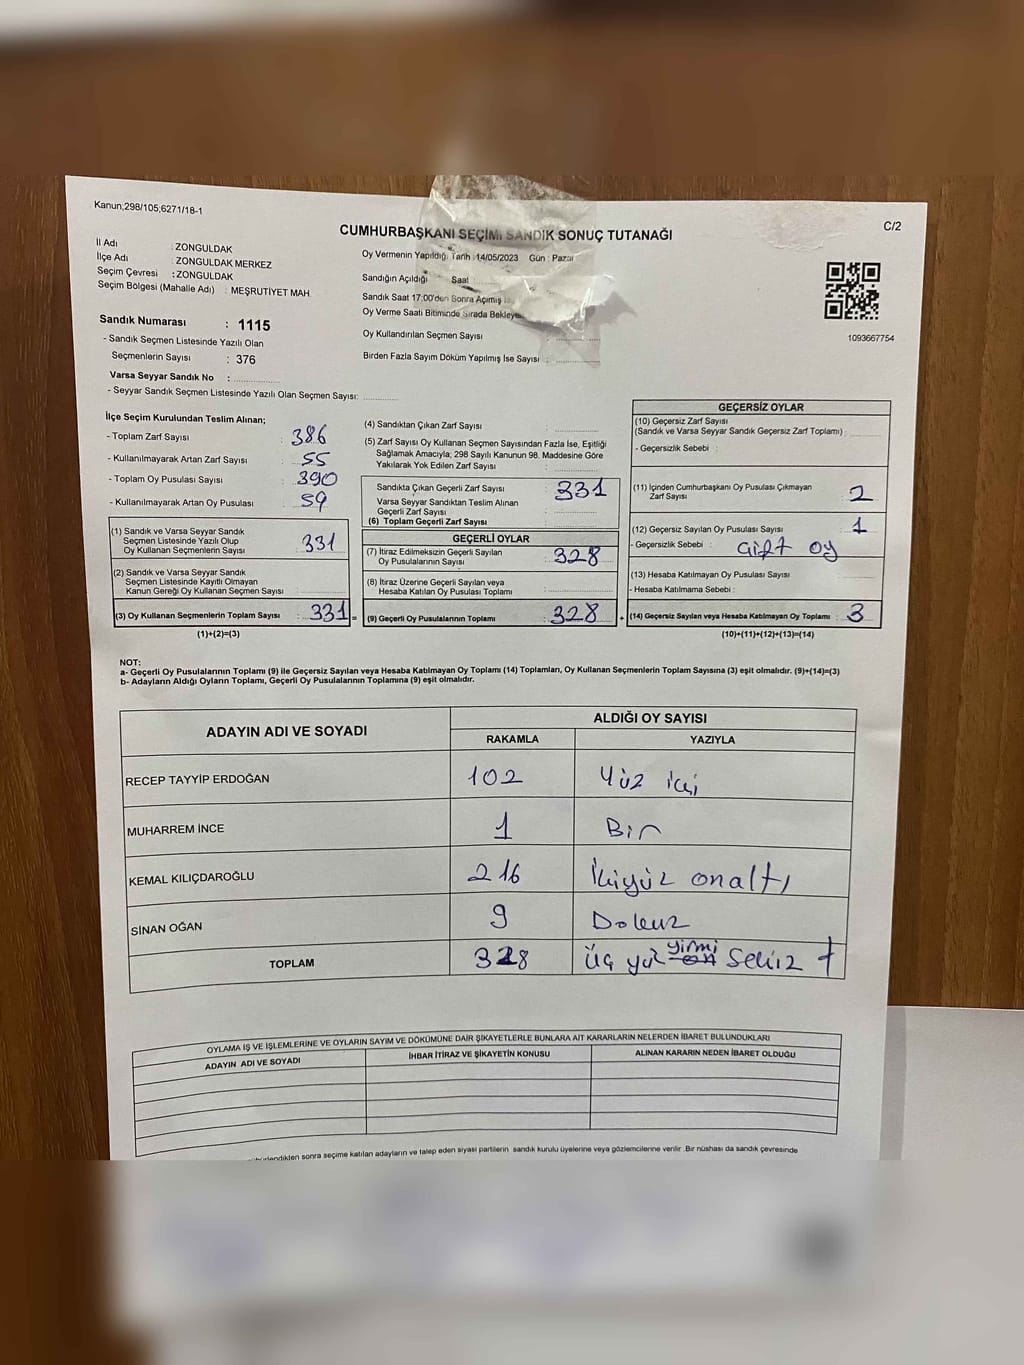 Kanun;298/105;6271/18-1
C/2
CUMHURBAŞKANI SEÇİMİ SANDIK SONUÇ TUTANAĞI
İl Adı : ZONGULDAK
İlçe Adı : ZONGULDAK MERKEZ
Seçim Çevresi : ZONGULDAK
Seçim Bölgesi (Mahalle Adı) : MEŞRUTİYET MAH.
Sandık Numarası : 1115
- Sandık Seçmen Listesinde Yazılı Olan
Seçmenlerin Sayısı : 376
Varsa Seyyar Sandık No :
- Seyyar Sandık Seçmen Listesinde Yazılı Olan Seçmen Sayısı:
Oy Vermenin Yapıldığı Tarih :14/05/2023 Gün : Pazar
Sandığın Açıldığı Saat
Sandık Saat 17:00'den Sonra Açılmış
Oy Verme Saati Bitiminde Sırada
Oy Kullandırılan Seçmen Sayısı :
Birden Fazla Sayım Döküm Yapılmış İse Sayısı :
1093667754
İlçe Seçim Kurulundan Teslim Alınan;
- Toplam Zarf Sayısı : 386
- Kullanılmayarak Artan Zarf Sayısı : 55
- Toplam Oy Pusulası Sayısı : 390
- Kullanılmayarak Artan Oy Pusulası : 59
(1) Sandık ve Varsa Seyyar Sandık
Seçmen Listesinde Yazılı Olup
Oy Kullanan Seçmenlerin Sayısı : 331
(2) Sandık ve Varsa Seyyar Sandık
Seçmen Listesinde Kayıtlı Olmayan
Kanun Gereği Oy Kullanan Seçmen Sayısı :
(3) Oy Kullanan Seçmenlerin Toplam Sayısı : 331 =
(1)+(2)=(3)
(4) Sandıktan Çıkan Zarf Sayısı :
(5) Zarf Sayısı Oy Kullanan Seçmen Sayısından Fazla İse, Eşitliği
Sağlamak Amacıyla; 298 Sayılı Kanunun 98. Maddesine Göre
Yakılarak Yok Edilen Zarf Sayısı :
Sandıkta Çıkan Geçerli Zarf Sayısı : 331
Varsa Seyyar Sandıktan Teslim Alınan
Geçerli Zarf Sayısı :
(6) Toplam Geçerli Zarf Sayısı :
GEÇERLİ OYLAR
(7) İtiraz Edilmeksizin Geçerli Sayılan
Oy Pusulalarının Sayısı : 328
(8) İtiraz Üzerine Geçerli Sayılan veya
Hesaba Katılan Oy Pusulası Toplamı :
(9) Geçerli Oy Pusulalarının Toplamı : 328 +
GEÇERSİZ OYLAR
(10) Geçersiz Zarf Sayısı
(Sandık ve Varsa Seyyar Sandık Geçersiz Zarf Toplamı) :
- Geçersizlik Sebebi :
(11) İçinden Cumhurbaşkanı Oy Pusulası Çıkmayan
Zarf Sayısı : 2
(12) Geçersiz Sayılan Oy Pusulası Sayısı : 1
- Geçersizlik Sebebi : Çift oy
(13) Hesaba Katılmayan Oy Pusulası Sayısı :
- Hesaba Katılmama Sebebi :
(14) Geçersiz Sayılan veya Hesaba Katılmayan Oy Toplamı : 3
(10)+(11)+(12)+(13)=(14)
NOT:
a- Geçerli Oy Pusulalarının Toplamı (9) ile Geçersiz Sayılan veya Hesaba Katılmayan Oy Toplamı (14) Toplamları, Oy Kullanan Seçmenlerin Toplam Sayısına (3) eşit olmalıdır. (9)+(14)=(3)
b- Adayların Aldığı Oyların Toplamı, Geçerli Oy Pusulalarının Toplamına (9) eşit olmalıdır.
ADAYIN ADI VE SOYADI
ALDIĞI OY SAYISI
RAKAMLA YAZIYLA
RECEP TAYYİP ERDOĞAN 102 Yüz iki
MUHARREM İNCE 1 Bir
KEMAL KILIÇDAROĞLU 216 İkiyüz onaltı
SİNAN OĞAN 9 Dokuz
TOPLAM 328 Üç yüz yirmi sekiz
OYLAMA İŞ VE İŞLEMLERİNE VE OYLARIN SAYIM VE DÖKÜMÜNE DAİR ŞİKAYETLERLE BUNLARA AİT KARARLARIN NELERDEN İBARET BULUNDUKLARI
ADAYIN ADI VE SOYADI İHBAR İTİRAZ VE ŞİKAYETİN KONUSU ALINAN KARARIN NEDEN İBARET OLDUĞU
sonra seçime katılan adayların ve talep eden siyasi partilerin sandık kurulu üyelerine veya gözlemcilerine verilir .Bir nüshası da sandık çevresinde